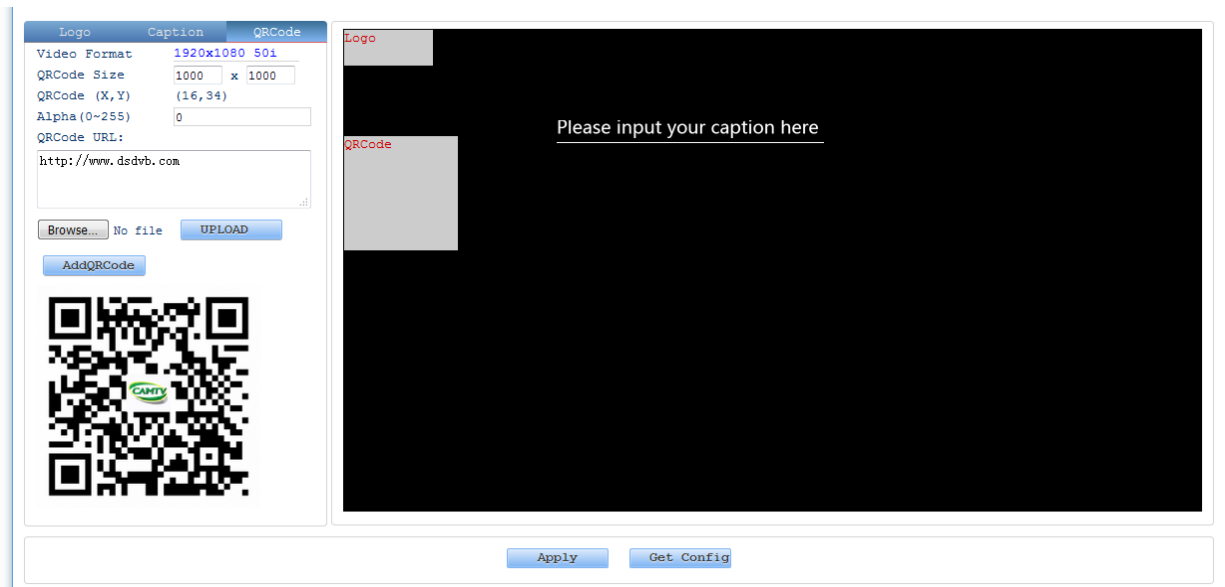 Logo Caption QRCode
Video Format 1920x1080 50i
QRCode Size 1000 x 1000
QRCode (X,Y) (16,34)
Alpha(0~255) 0
QRCode URL:
http://www.dsdvb.com
Browse... No file UPLOAD
AddQRCode
CAMTV
Logo
Please input your caption here
QRCode
Apply Get Config